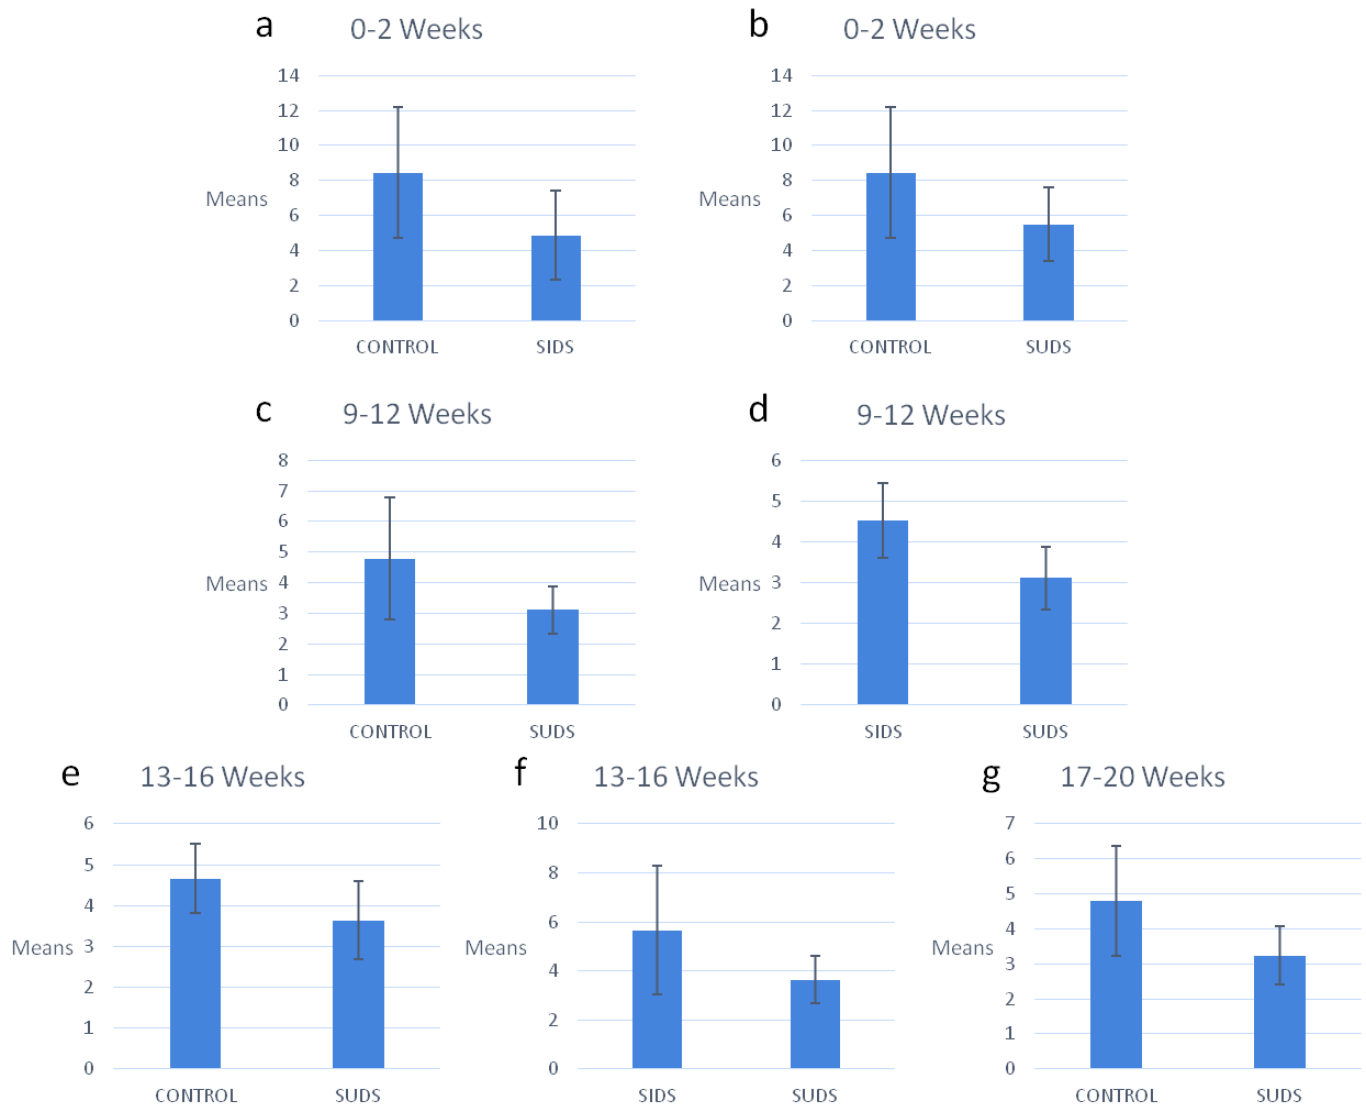 a 0-2 Weeks
14
12
10
8
Means
6
4
2
0
CONTROL SIDS
b 0-2 Weeks
14
12
10
8
Means
6
4
2
0
CONTROL SUDS
c 9-12 Weeks
8
7
6
5
Means 4
3
2
1
0
CONTROL SUDS
d 9-12 Weeks
6
5
4
Means 3
2
1
0
SIDS SUDS
e 13-16 Weeks
6
5
4
Means 3
2
1
0
CONTROL SUDS
f 13-16 Weeks
10
8
6
Means
4
2
0
SIDS SUDS
g 17-20 Weeks
7
6
5
4
Means
3
2
1
0
CONTROL SUDS